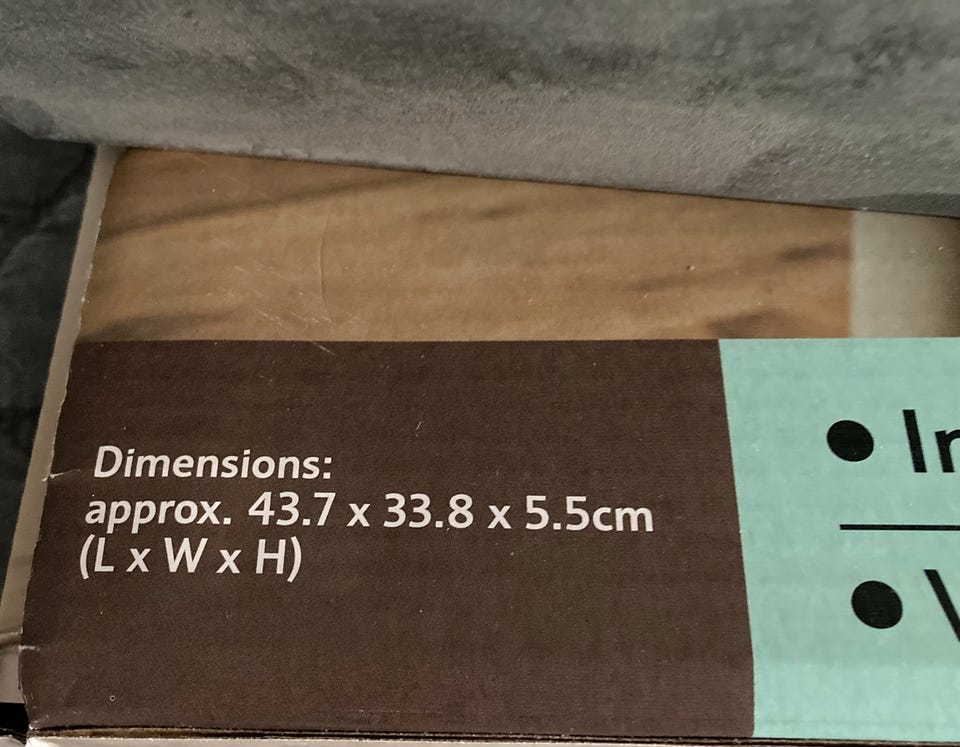 Dimensions:
approx. 43.7 x 33.8 x 5.5cm
(L x W x H)